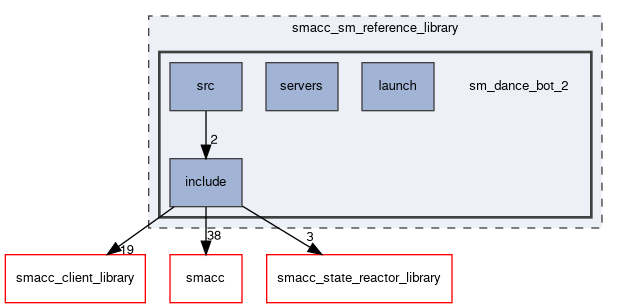 smacc_sm_reference_library
src
servers
launch
sm_dance_bot_2
2
include
19
38
3
smacc_client_library
smacc
smacc_state_reactor_library